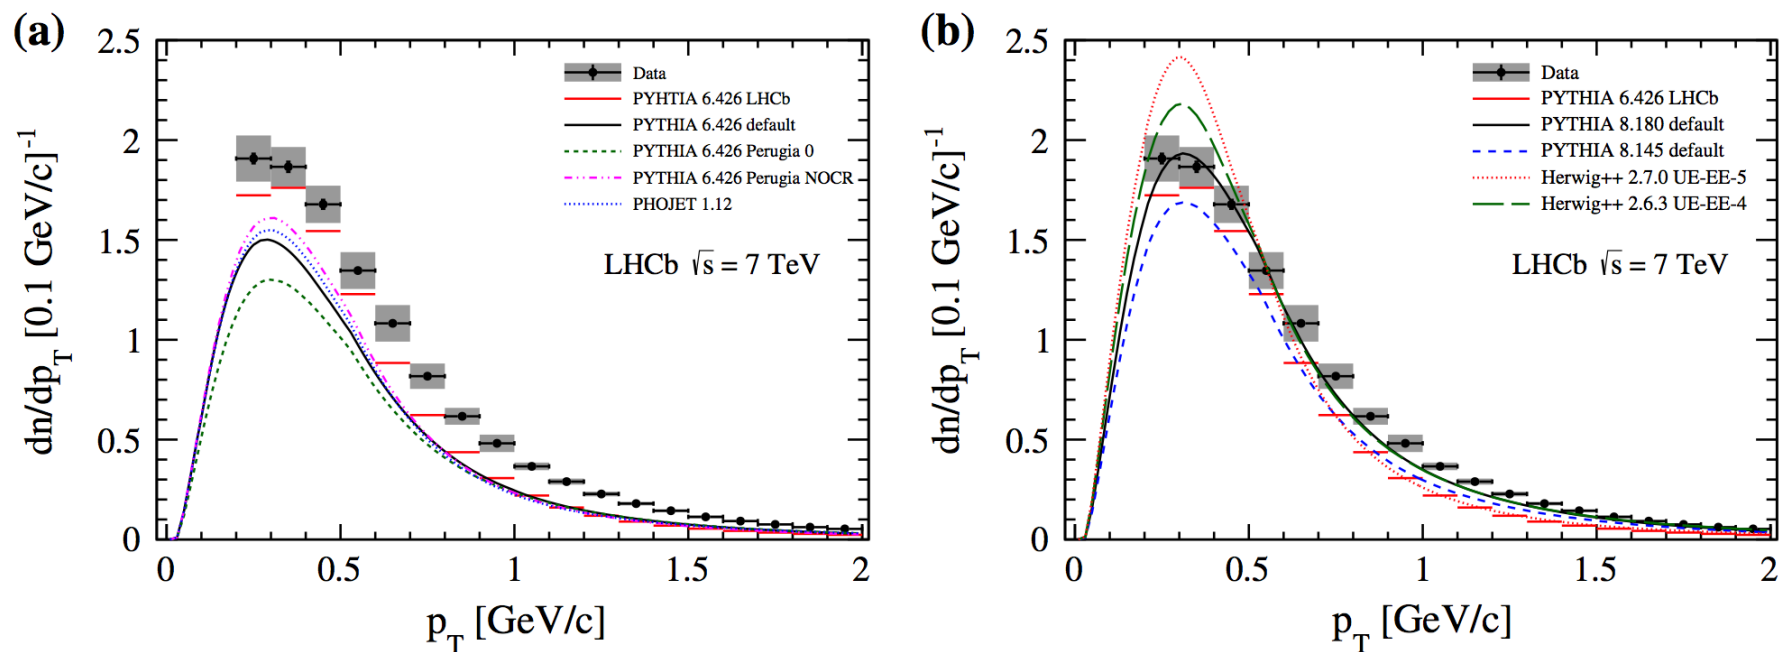 (a)
2.5
2
1.5
1
0.5
0
dn/dp_T [0.1 GeV/c]^-1
Data
PYHTIA 6.426 LHCb
PYTHIA 6.426 default
PYTHIA 6.426 Perugia 0
PYTHIA 6.426 Perugia NOCR
PHOJET 1.12
LHCb √s = 7 TeV
0 0.5 1 1.5 2
p_T [GeV/c]
(b)
2.5
2
1.5
1
0.5
0
dn/dp_T [0.1 GeV/c]^-1
Data
PYTHIA 6.426 LHCb
PYTHIA 8.180 default
PYTHIA 8.145 default
Herwig++ 2.7.0 UE-EE-5
Herwig++ 2.6.3 UE-EE-4
LHCb √s = 7 TeV
0 0.5 1 1.5 2
p_T [GeV/c]